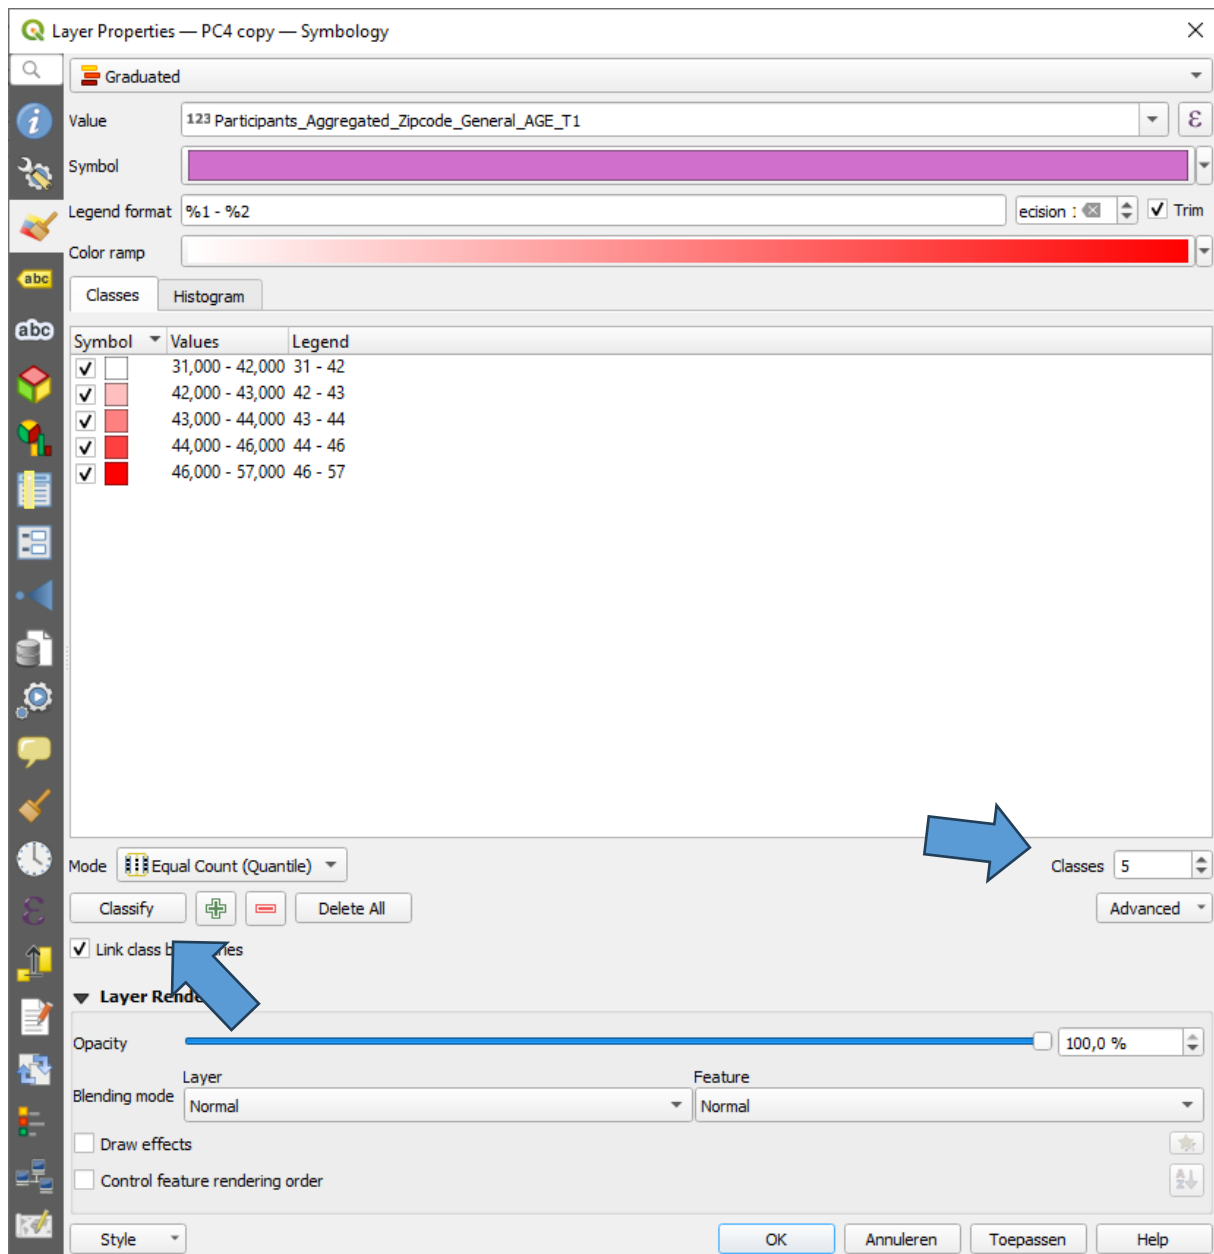 Layer Properties — PC4 copy — Symbology
Graduated
Value 123 Participants_Aggregated_Zipcode_General_AGE_T1 ε
Symbol
Legend format %1 - %2 ecision : Trim
Color ramp
abc
Classes Histogram
abc
Symbol Values Legend
31,000 - 42,000 31 - 42
42,000 - 43,000 42 - 43
43,000 - 44,000 43 - 44
44,000 - 46,000 44 - 46
46,000 - 57,000 46 - 57
Mode Equal Count (Quantile) Classes 5
Classify Delete All Advanced
Link class b ries
Layer Rende
Opacity 100,0 %
Layer Feature
Blending mode Normal Normal
Draw effects
Control feature rendering order
Style OK Annuleren Toepassen Help